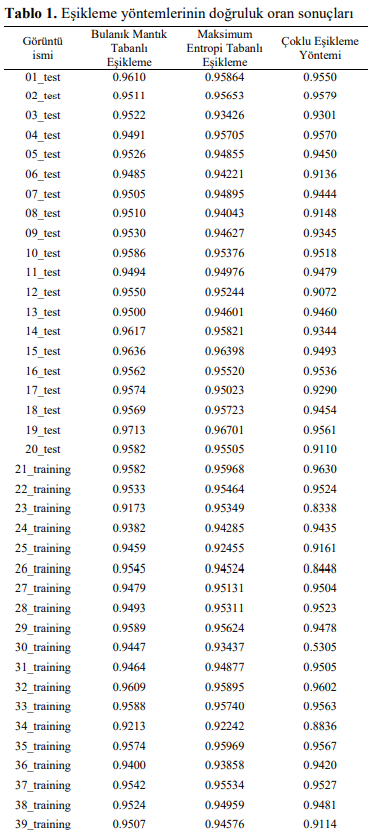 Tablo 1. Eşikleme yöntemlerinin doğruluk oran sonuçları
Görüntü ismi Bulanık Mantık Tabanlı Eşikleme Maksimum Entropi Tabanlı Eşikleme Çoklu Eşikleme Yöntemi
01_test 0.9610 0.95864 0.9550
02_test 0.9511 0.95653 0.9579
03_test 0.9522 0.93426 0.9301
04_test 0.9491 0.95705 0.9570
05_test 0.9526 0.94855 0.9450
06_test 0.9485 0.94221 0.9136
07_test 0.9505 0.94895 0.9444
08_test 0.9510 0.94043 0.9148
09_test 0.9530 0.94627 0.9345
10_test 0.9586 0.95376 0.9518
11_test 0.9494 0.94976 0.9479
12_test 0.9550 0.95244 0.9072
13_test 0.9500 0.94601 0.9460
14_test 0.9617 0.95821 0.9344
15_test 0.9636 0.96398 0.9493
16_test 0.9562 0.95520 0.9536
17_test 0.9574 0.95023 0.9290
18_test 0.9569 0.95723 0.9454
19_test 0.9713 0.96701 0.9561
20_test 0.9582 0.95505 0.9110
21_training 0.9582 0.95968 0.9630
22_training 0.9533 0.95464 0.9524
23_training 0.9173 0.95349 0.8338
24_training 0.9382 0.94285 0.9435
25_training 0.9459 0.92455 0.9161
26_training 0.9545 0.94524 0.8448
27_training 0.9479 0.95131 0.9504
28_training 0.9493 0.95311 0.9523
29_training 0.9589 0.95624 0.9478
30_training 0.9447 0.93437 0.5305
31_training 0.9464 0.94877 0.9505
32_training 0.9609 0.95895 0.9602
33_training 0.9588 0.95740 0.9563
34_training 0.9213 0.92242 0.8836
35_training 0.9574 0.95969 0.9567
36_training 0.9400 0.93858 0.9420
37_training 0.9542 0.95534 0.9527
38_training 0.9524 0.94959 0.9481
39_training 0.9507 0.94576 0.9114